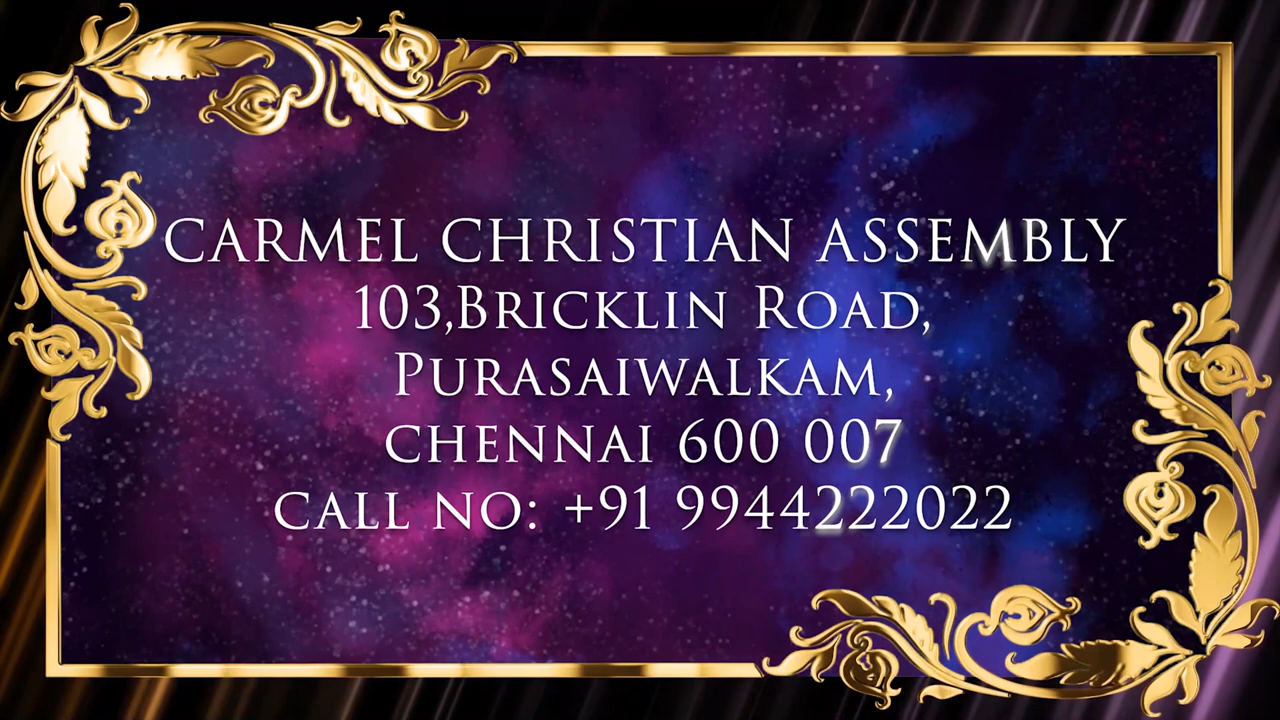 CARMEL CHRISTIAN ASSEMBLY
103,Bricklin Road,
Purasaiwalkam,
chennai 600 007
call no: +91 9944222022